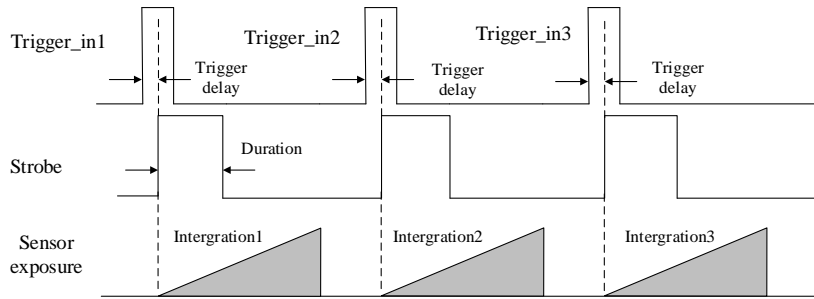 Trigger_in1
Trigger_in2
Trigger_in3
Trigger
delay
Trigger
delay
Trigger
delay
Strobe
Duration
Sensor
exposure
Intergration1
Intergration2
Intergration3